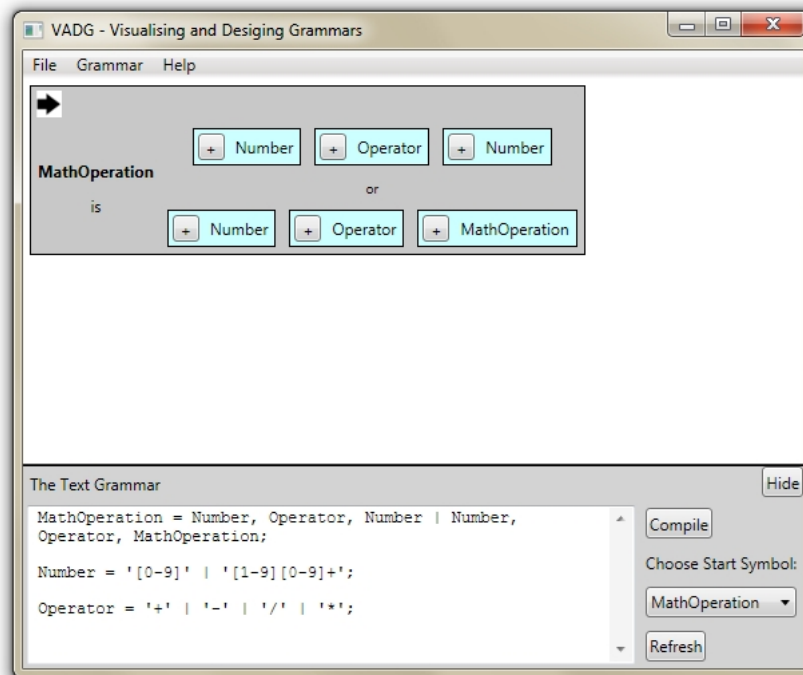 VADG - Visualising and Desiging Grammars
File Grammar Help
+ Number + Operator + Number
MathOperation
or
is
+ Number + Operator + MathOperation
The Text Grammar
Hide
MathOperation = Number, Operator, Number | Number,
Operator, MathOperation;
Number = '[0-9]' | '[1-9][0-9]+';
Operator = '+' | '-' | '/' | '*';
Compile
Choose Start Symbol:
MathOperation
Refresh